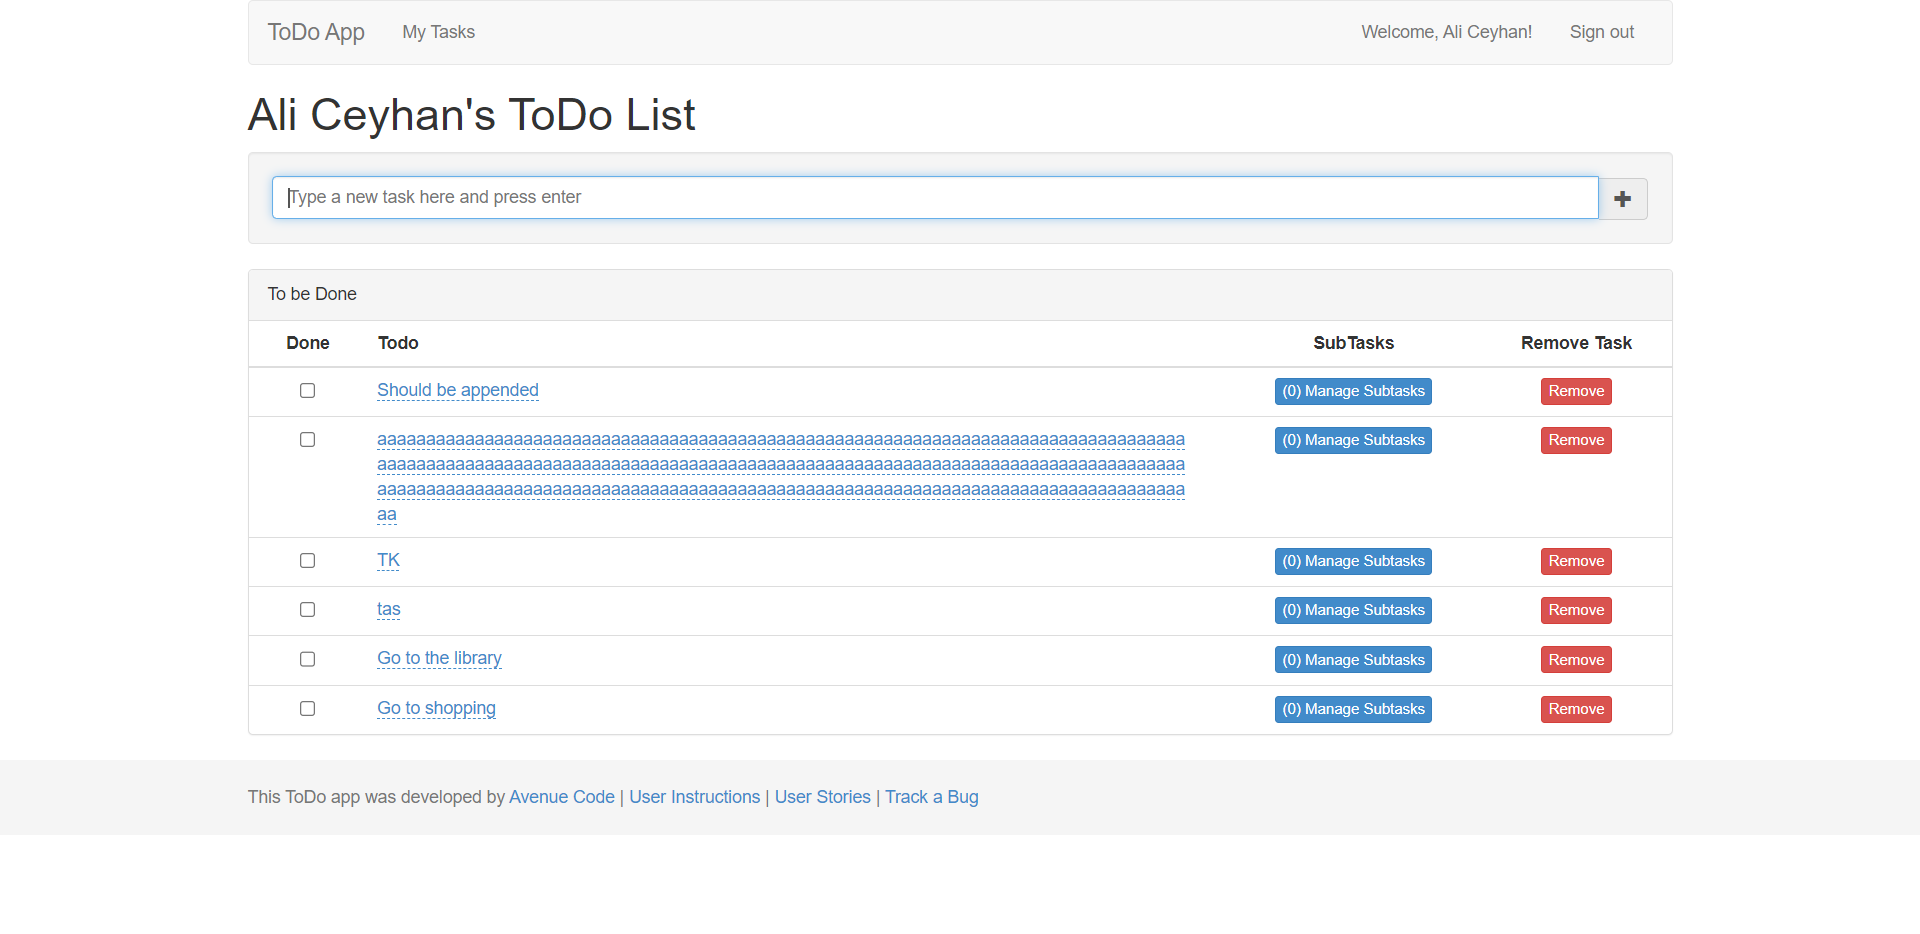 ToDo App
My Tasks
Welcome, Ali Ceyhan!
Sign out
Ali Ceyhan's ToDo List
Type a new task here and press enter
To be Done
Done Todo SubTasks Remove Task
Should be appended (0) Manage Subtasks Remove
aaaaaaaaaaaaaaaaaaaaaaaaaaaaaaaaaaaaaaaaaaaaaaaaaaaaaaaaaaaaaaaaaaaaaaaaaaaaaaaaaaa (0) Manage Subtasks Remove
aaaaaaaaaaaaaaaaaaaaaaaaaaaaaaaaaaaaaaaaaaaaaaaaaaaaaaaaaaaaaaaaaaaaaaaaaaaaaaaaaaa
aaaaaaaaaaaaaaaaaaaaaaaaaaaaaaaaaaaaaaaaaaaaaaaaaaaaaaaaaaaaaaaaaaaaaaaaaaaaaaaaaaa
aa
TK (0) Manage Subtasks Remove
tas (0) Manage Subtasks Remove
Go to the library (0) Manage Subtasks Remove
Go to shopping (0) Manage Subtasks Remove
This ToDo app was developed by Avenue Code | User Instructions | User Stories | Track a Bug